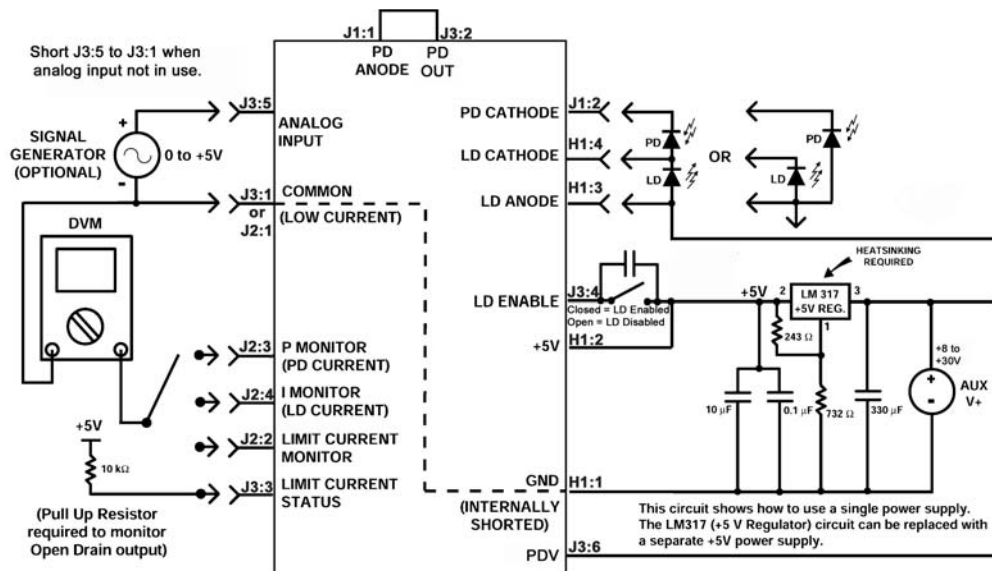 J1:1
J3:2
PD
ANODE
PD
OUT
Short J3:5 to J3:1 when
analog input not in use.
J3:5
ANALOG
INPUT
+
SIGNAL
GENERATOR
(OPTIONAL)
0 to +5V
-
J3:1
or
J2:1
COMMON
(LOW CURRENT)
DVM
J2:3
P MONITOR
(PD CURRENT)
J2:4
I MONITOR
(LD CURRENT)
J2:2
LIMIT CURRENT
MONITOR
J3:3
LIMIT CURRENT
STATUS
+5V
10 kΩ
(Pull Up Resistor
required to monitor
Open Drain output)
PD CATHODE
J1:2
LD CATHODE
H1:4
LD ANODE
H1:3
PD
LD
OR
PD
LD
LD ENABLE
J3:4
Closed = LD Enabled
Open = LD Disabled
+5V
H1:2
HEATSINKING
REQUIRED
+5V
2
LM 317
+5V REG.
3
1
243 Ω
732 Ω
10 µF
0.1 µF
330 µF
+8 to
+30V
+
-
AUX
V+
GND
H1:1
(INTERNALLY
SHORTED)
PDV
J3:6
This circuit shows how to use a single power supply.
The LM317 (+5 V Regulator) circuit can be replaced with
a separate +5V power supply.